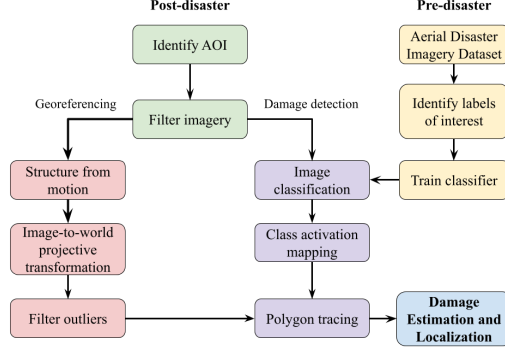 Post-disaster
Pre-disaster
Identify AOI
Aerial Disaster
Imagery Dataset
Georeferencing
Damage detection
Filter imagery
Identify labels
of interest
Structure from
motion
Image
classification
Train classifier
Image-to-world
projective
transformation
Class activation
mapping
Filter outliers
Polygon tracing
Damage
Estimation and
Localization